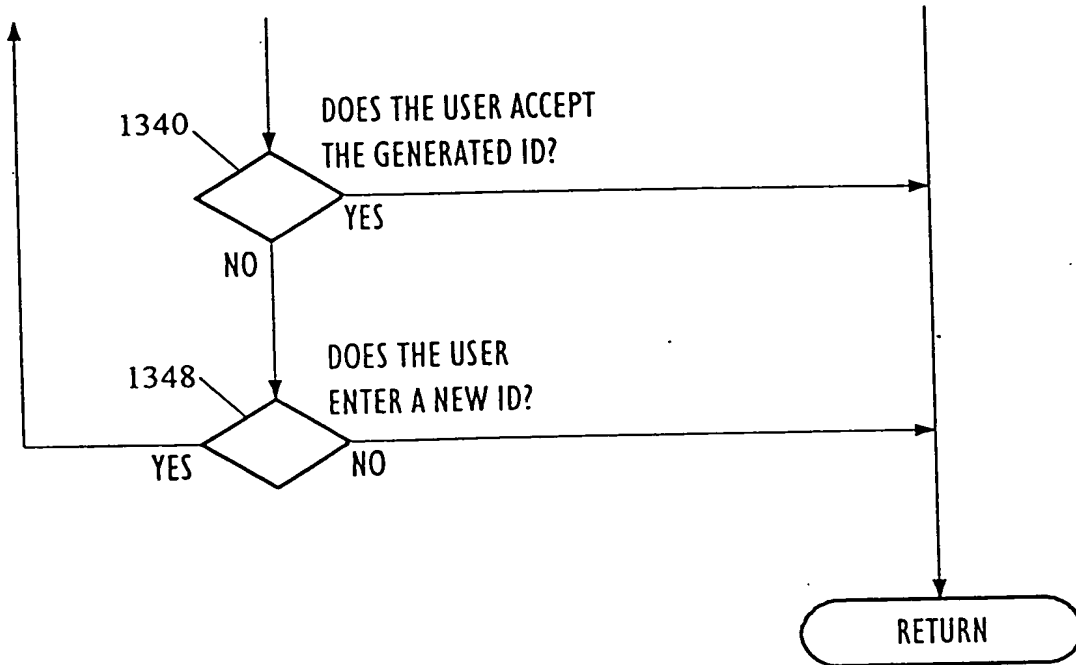 1340
DOES THE USER ACCEPT
THE GENERATED ID?
YES
NO
1348
DOES THE USER
ENTER A NEW ID?
YES
NO
RETURN